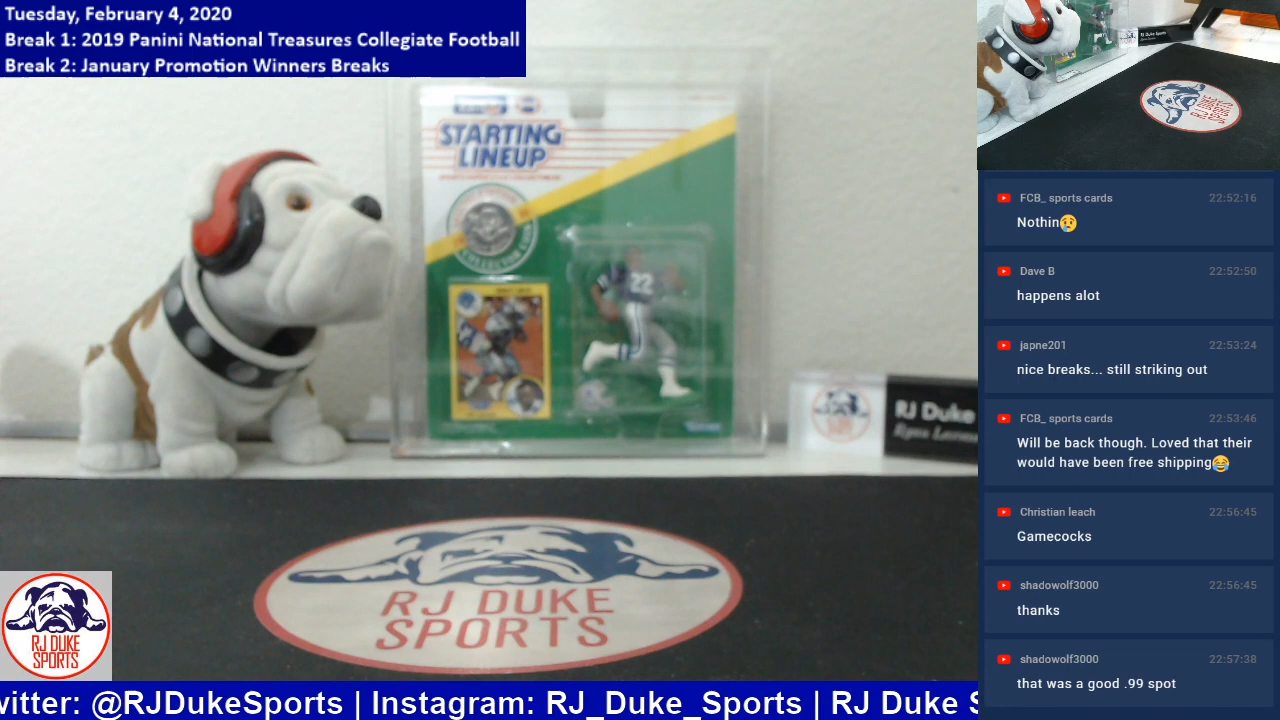 Tuesday, February 4, 2020
Break 1: 2019 Panini National Treasures Collegiate Football
Break 2: January Promotion Winners Breaks
STARTING
LINEUP
22
RJ Duke
RJ DUKE
SPORTS
RJ DUKE
SPORTS
witter: @RJDukeSports | Instagram: RJ_Duke_Sports | RJ Duke S
RJ DUKE
SPORTS
FCB_ sports cards 22:52:16
Nothin😢
Dave B 22:52:50
happens alot
japne201 22:53:24
nice breaks... still striking out
FCB_ sports cards 22:53:46
Will be back though. Loved that their
would have been free shipping😂
Christian leach 22:56:45
Gamecocks
shadowolf3000 22:56:45
thanks
shadowolf3000 22:57:38
that was a good .99 spot